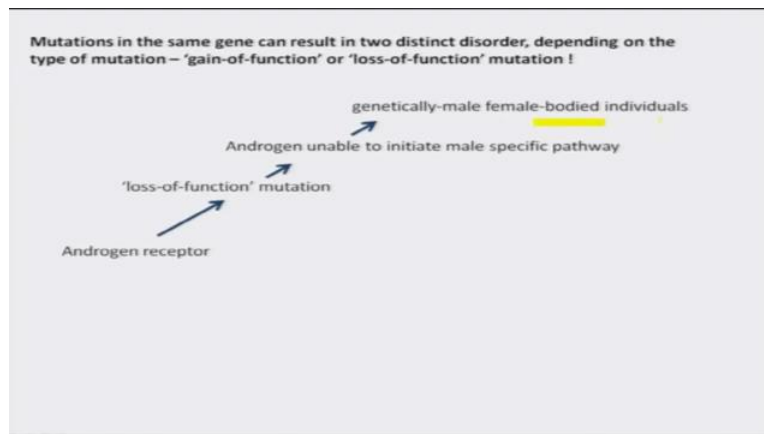 Mutations in the same gene can result in two distinct disorder, depending on the
type of mutation – ‘gain-of-function’ or ‘loss-of-function’ mutation !
genetically-male female-bodied individuals
Androgen unable to initiate male specific pathway
‘loss-of-function’ mutation
Androgen receptor